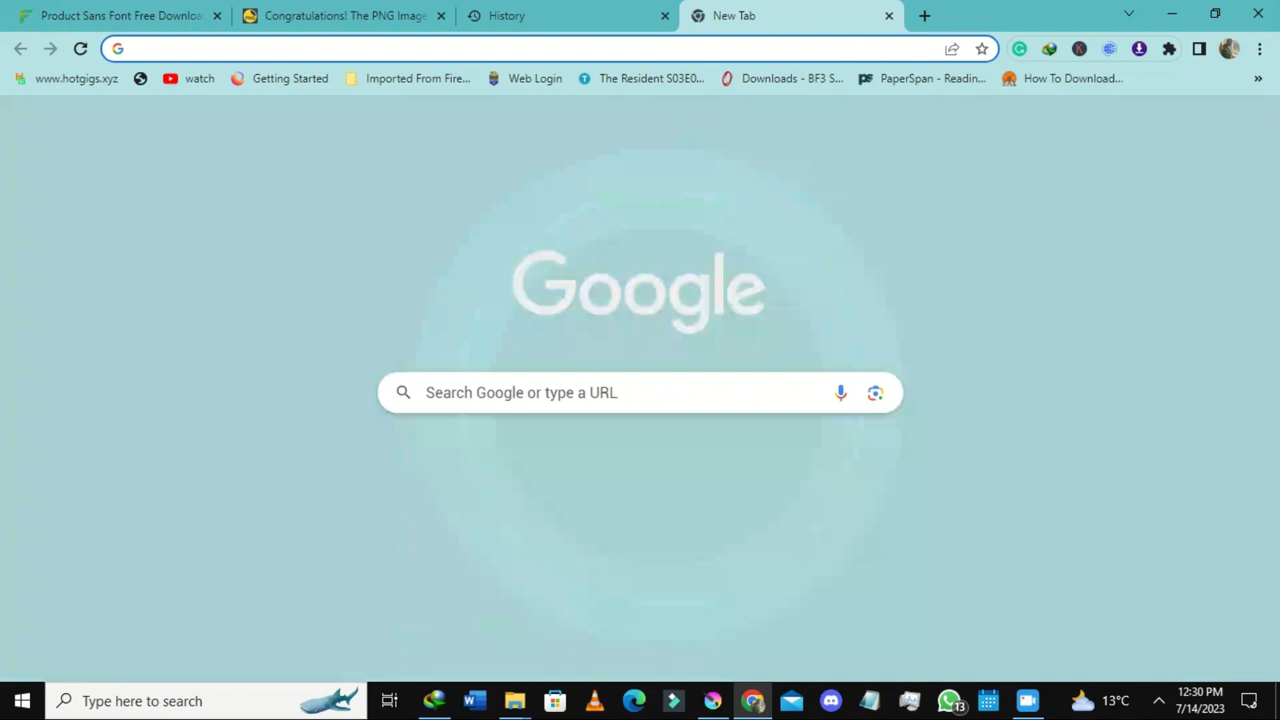 Product Sans Font Free Downloa
Congratulations! The PNG Image
History
New Tab
www.hotgigs.xyz
watch
Getting Started
Imported From Fire...
Web Login
The Resident S03E0...
Downloads - BF3 S...
PaperSpan - Readin...
How To Download...
»
Google
Search Google or type a URL
Type here to search
13
13°C
12:30 PM
7/14/2023